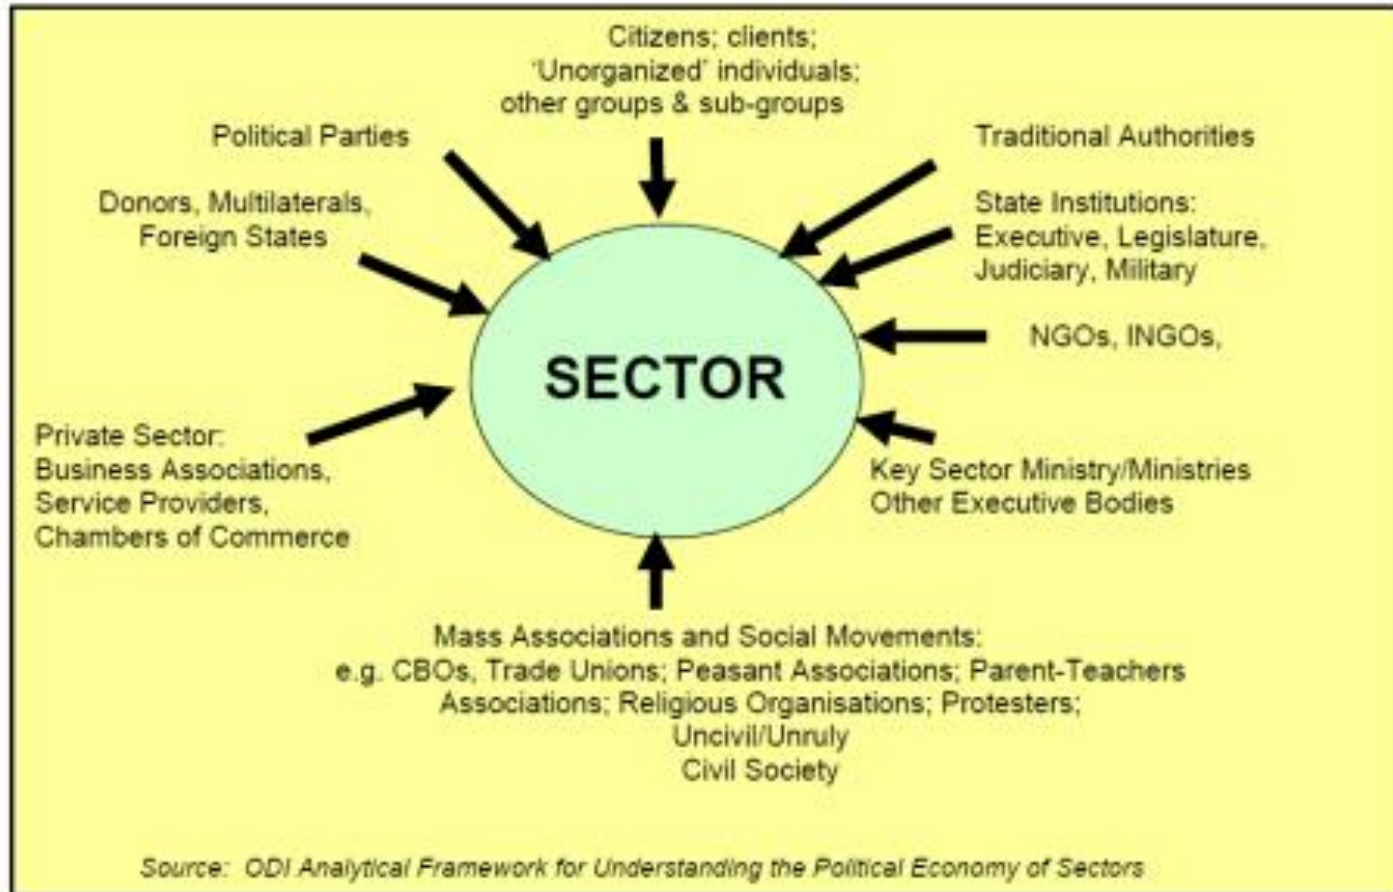 Citizens; clients;
'Unorganized' individuals;
other groups & sub-groups
Political Parties
Traditional Authorities
Donors, Multilaterals,
Foreign States
State Institutions:
Executive, Legislature,
Judiciary, Military
NGOs, INGOs,
SECTOR
Private Sector:
Business Associations,
Service Providers,
Chambers of Commerce
Key Sector Ministry/Ministries
Other Executive Bodies
Mass Associations and Social Movements:
e.g. CBOs, Trade Unions; Peasant Associations; Parent-Teachers
Associations; Religious Organisations; Protesters;
Uncivil/Unruly
Civil Society
Source: ODI Analytical Framework for Understanding the Political Economy of Sectors